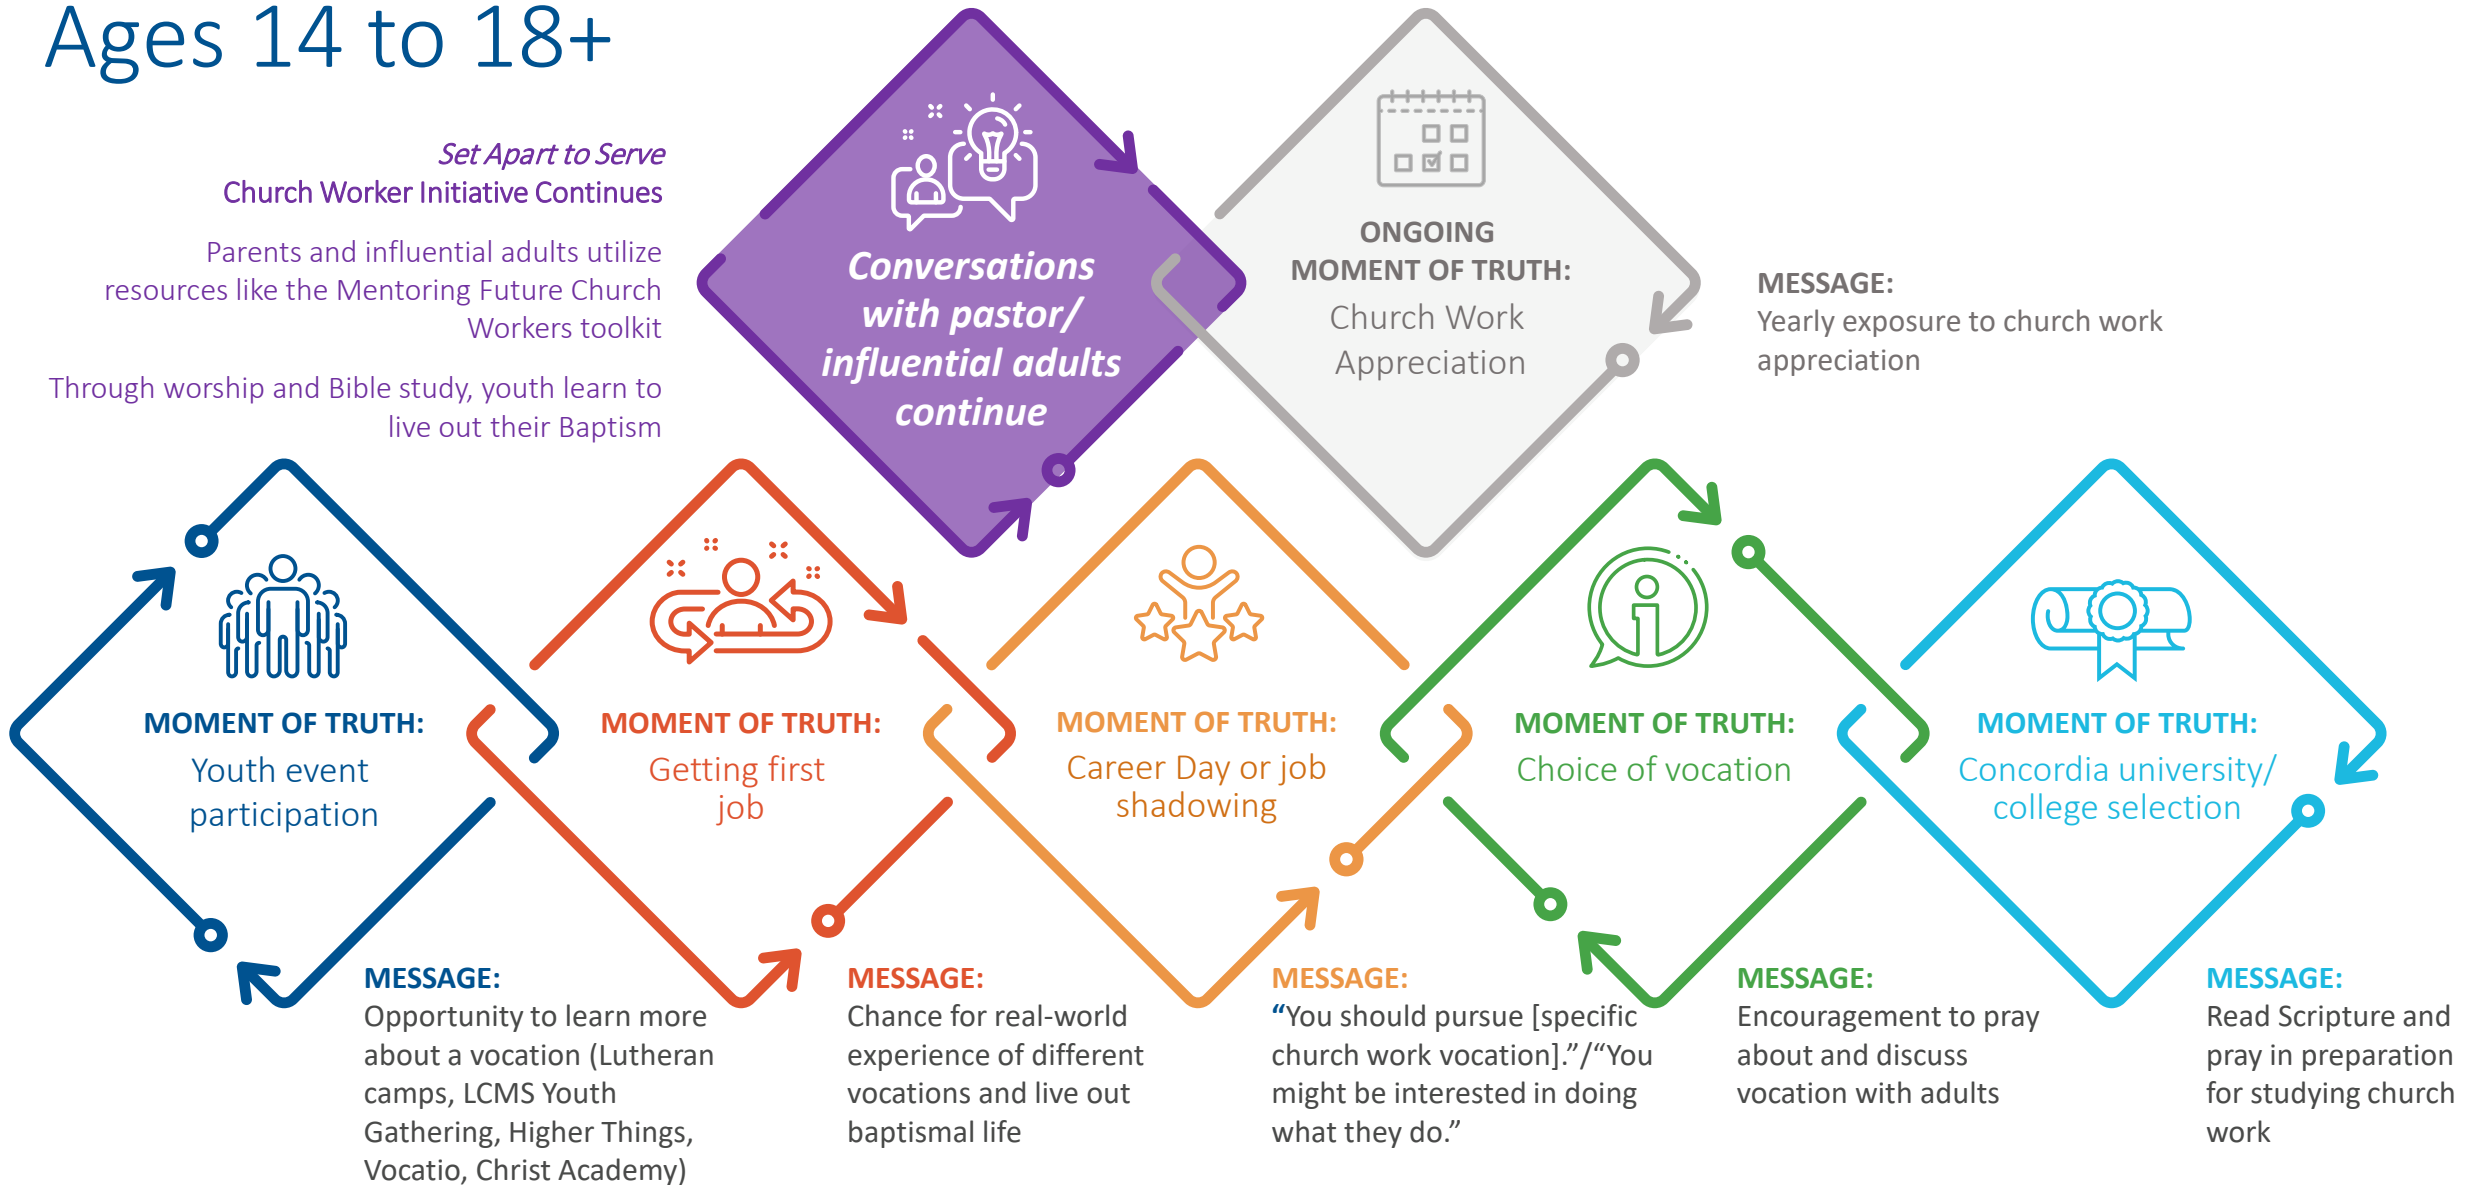 Ages 14 to 18+
Set Apart to Serve
Church Worker Initiative Continues
Parents and influential adults utilize
resources like the Mentoring Future Church
Workers toolkit
Through worship and Bible study, youth learn to
live out their Baptism
Conversations
with pastor/
influential adults
continue
ONGOING
MOMENT OF TRUTH:
Church Work
Appreciation
MESSAGE:
Yearly exposure to church work
appreciation
MOMENT OF TRUTH:
Youth event
participation
MOMENT OF TRUTH:
Getting first
job
MOMENT OF TRUTH:
Career Day or job
shadowing
MOMENT OF TRUTH:
Choice of vocation
MOMENT OF TRUTH:
Concordia university/
college selection
MESSAGE:
Opportunity to learn more
about a vocation (Lutheran
camps, LCMS Youth
Gathering, Higher Things,
Vocatio, Christ Academy)
MESSAGE:
Chance for real-world
experience of different
vocations and live out
baptismal life
MESSAGE:
“You should pursue [specific
church work vocation].”/“You
might be interested in doing
what they do.”
MESSAGE:
Encouragement to pray
about and discuss
vocation with adults
MESSAGE:
Read Scripture and
pray in preparation
for studying church
work